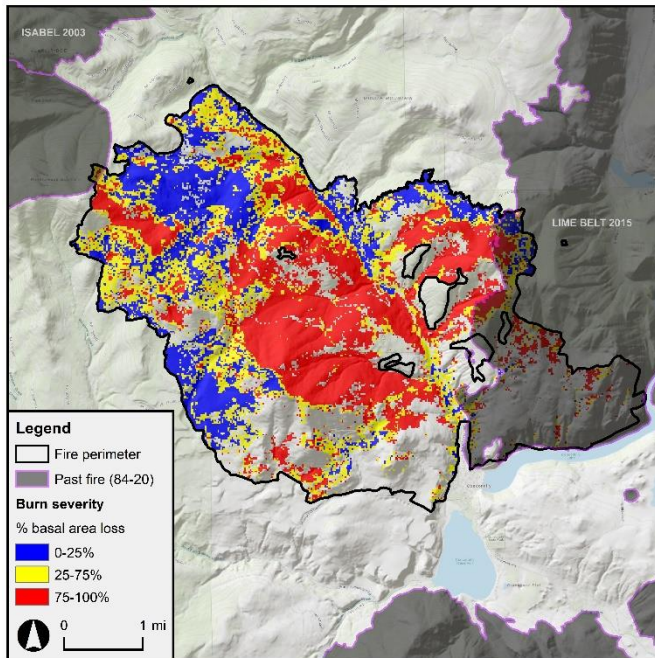 ISABEL 2003
LIME BELT 2015
Legend
Fire perimeter
Past fire (84-20)
Burn severity
% basal area loss
0-25%
25-75%
75-100%
0 1 mi